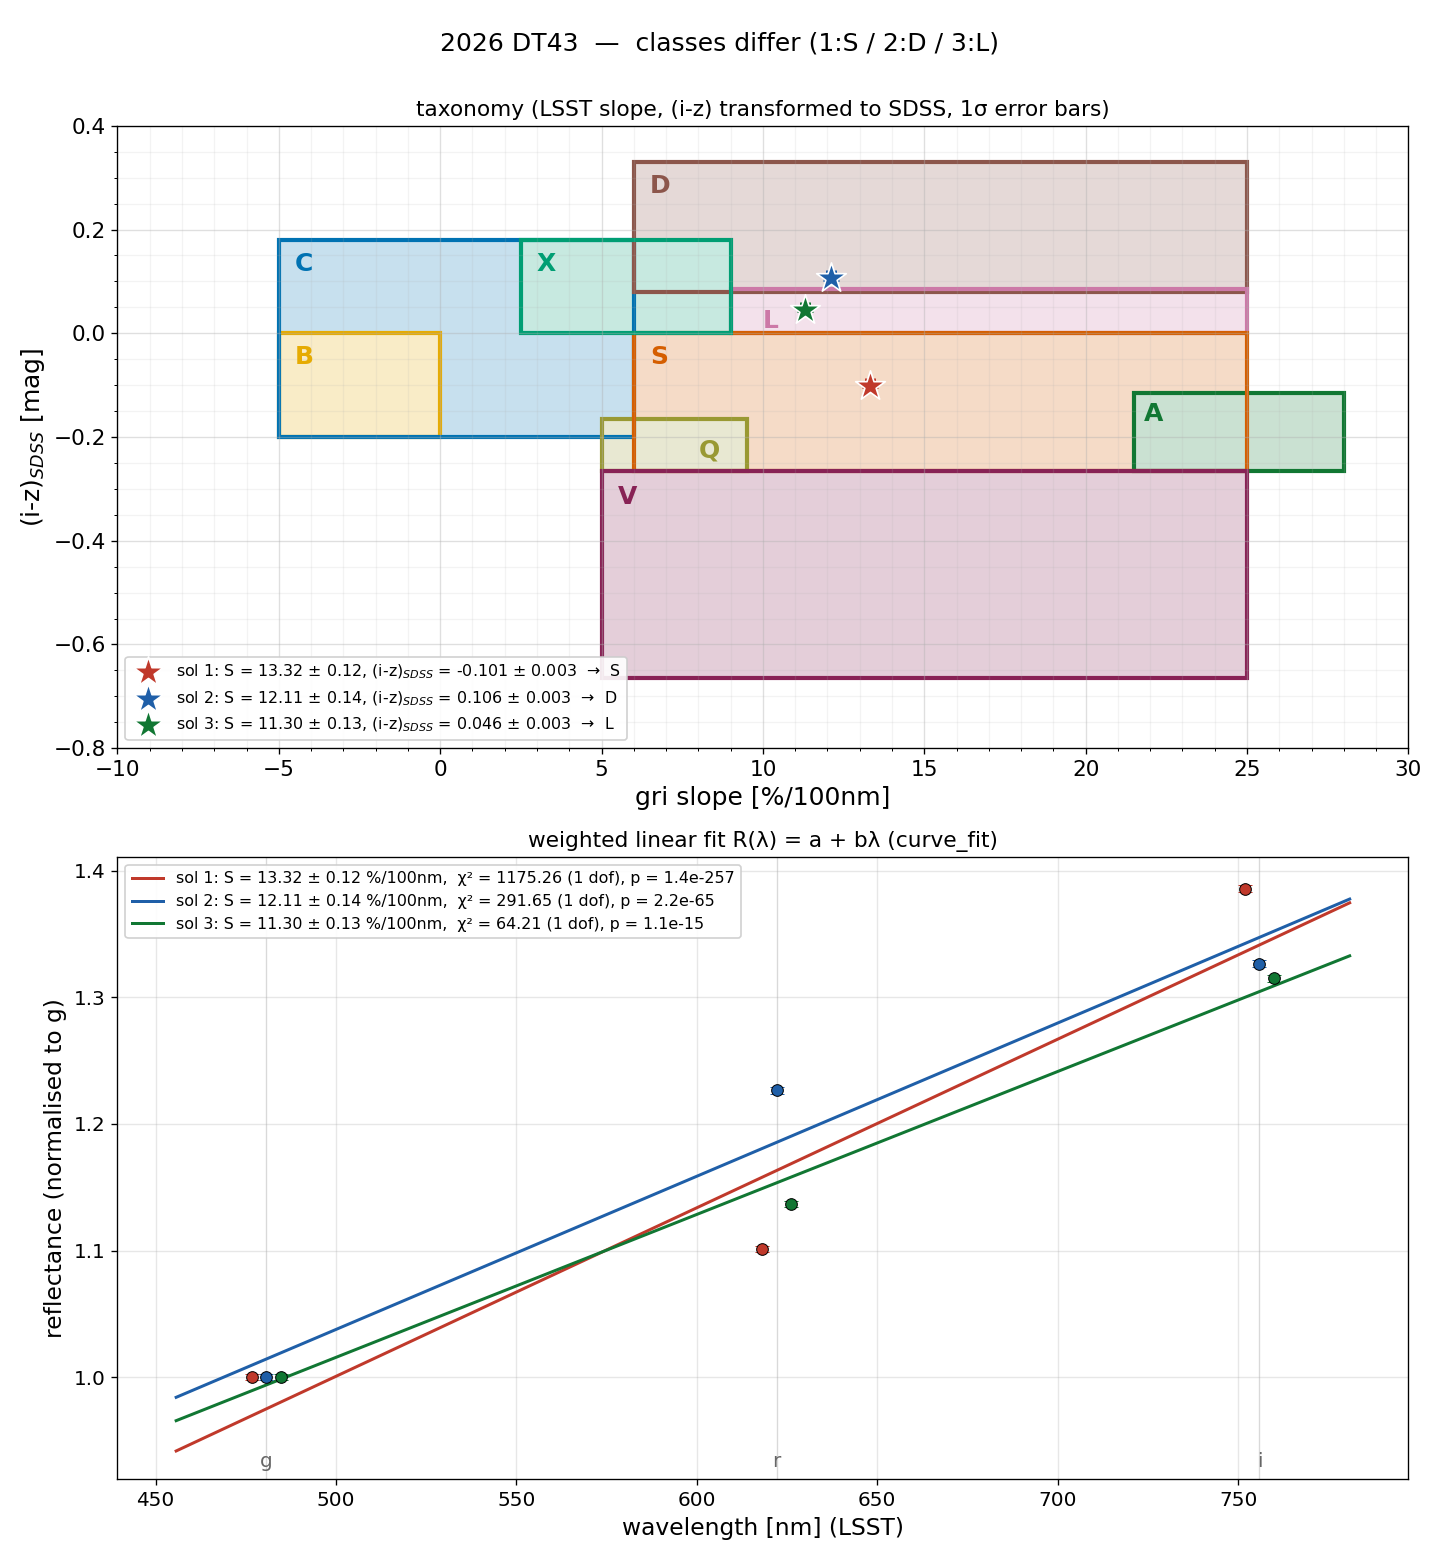 2026 DT43 — classes differ (1:S / 2:D / 3:L)
taxonomy (LSST slope, (i-z) transformed to SDSS, 1σ error bars)
(i-z)SDSS [mag]
0.4
0.2
0.0
−0.2
−0.4
−0.6
−0.8
D
C
X
L
B
S
A
Q
V
sol 1: S = 13.32 ± 0.12, (i-z)SDSS = -0.101 ± 0.003 → S
sol 2: S = 12.11 ± 0.14, (i-z)SDSS = 0.106 ± 0.003 → D
sol 3: S = 11.30 ± 0.13, (i-z)SDSS = 0.046 ± 0.003 → L
−10 −5 0 5 10 15 20 25 30
gri slope [%/100nm]
weighted linear fit R(λ) = a + bλ (curve_fit)
reflectance (normalised to g)
1.4
1.3
1.2
1.1
1.0
sol 1: S = 13.32 ± 0.12 %/100nm, χ² = 1175.26 (1 dof), p = 1.4e-257
sol 2: S = 12.11 ± 0.14 %/100nm, χ² = 291.65 (1 dof), p = 2.2e-65
sol 3: S = 11.30 ± 0.13 %/100nm, χ² = 64.21 (1 dof), p = 1.1e-15
g r i
450 500 550 600 650 700 750
wavelength [nm] (LSST)